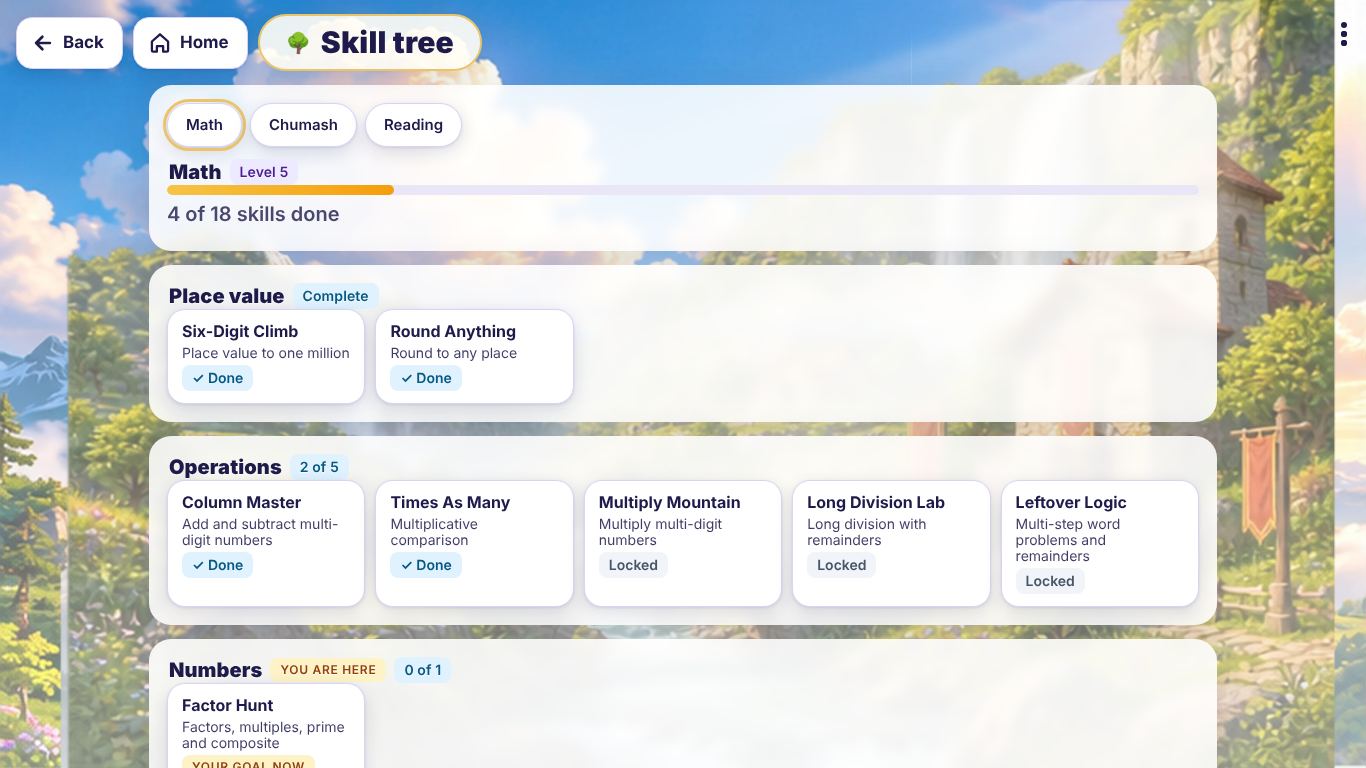 Back
Home
Skill tree
Math
Chumash
Reading
Math Level 5
4 of 18 skills done
Place value Complete
Six-Digit Climb
Place value to one million
✓ Done
Round Anything
Round to any place
✓ Done
Operations 2 of 5
Column Master
Add and subtract multi-
digit numbers
✓ Done
Times As Many
Multiplicative
comparison
✓ Done
Multiply Mountain
Multiply multi-digit
numbers
Locked
Long Division Lab
Long division with
remainders
Locked
Leftover Logic
Multi-step word
problems and
remainders
Locked
Numbers YOU ARE HERE 0 of 1
Factor Hunt
Factors, multiples, prime
and composite
YOUR GOAL NOW